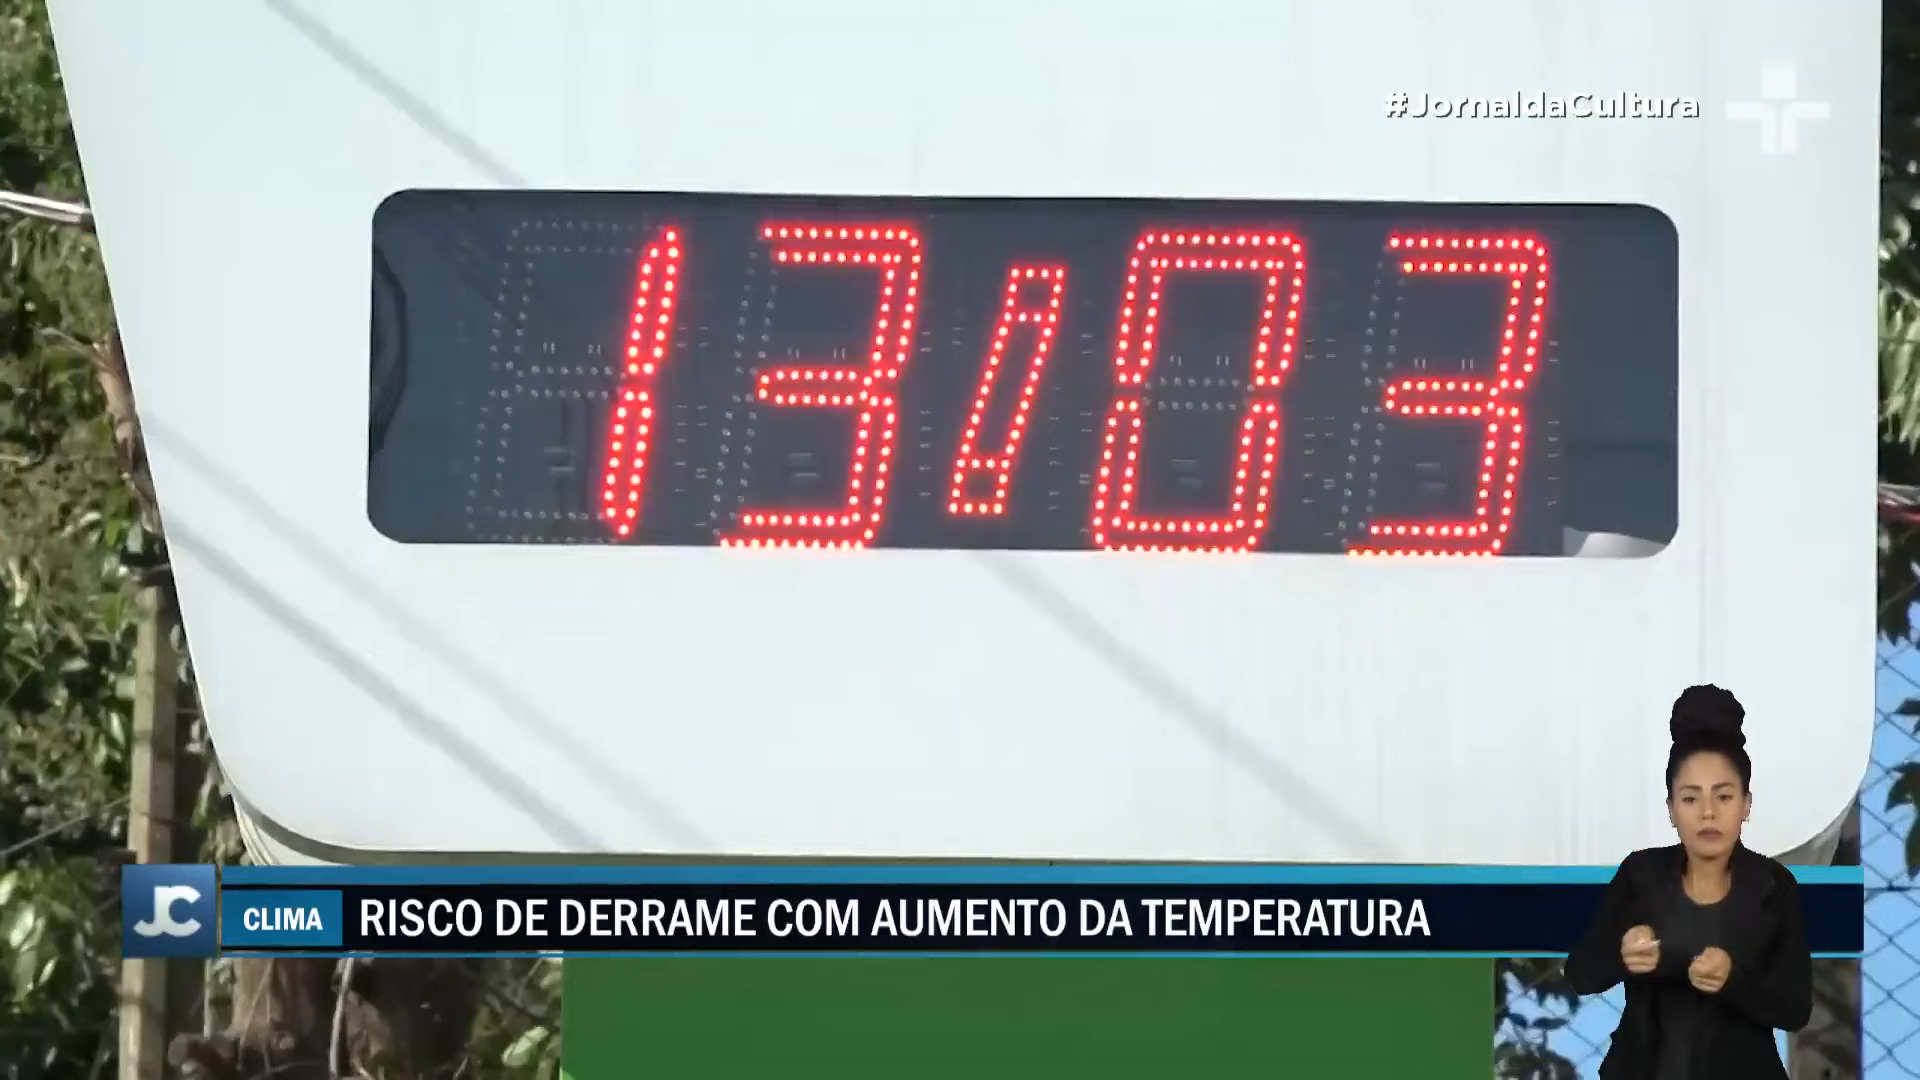 #JornaldaCultura
13:03
JC
CLIMA
RISCO DE DERRAME COM AUMENTO DA TEMPERATURA